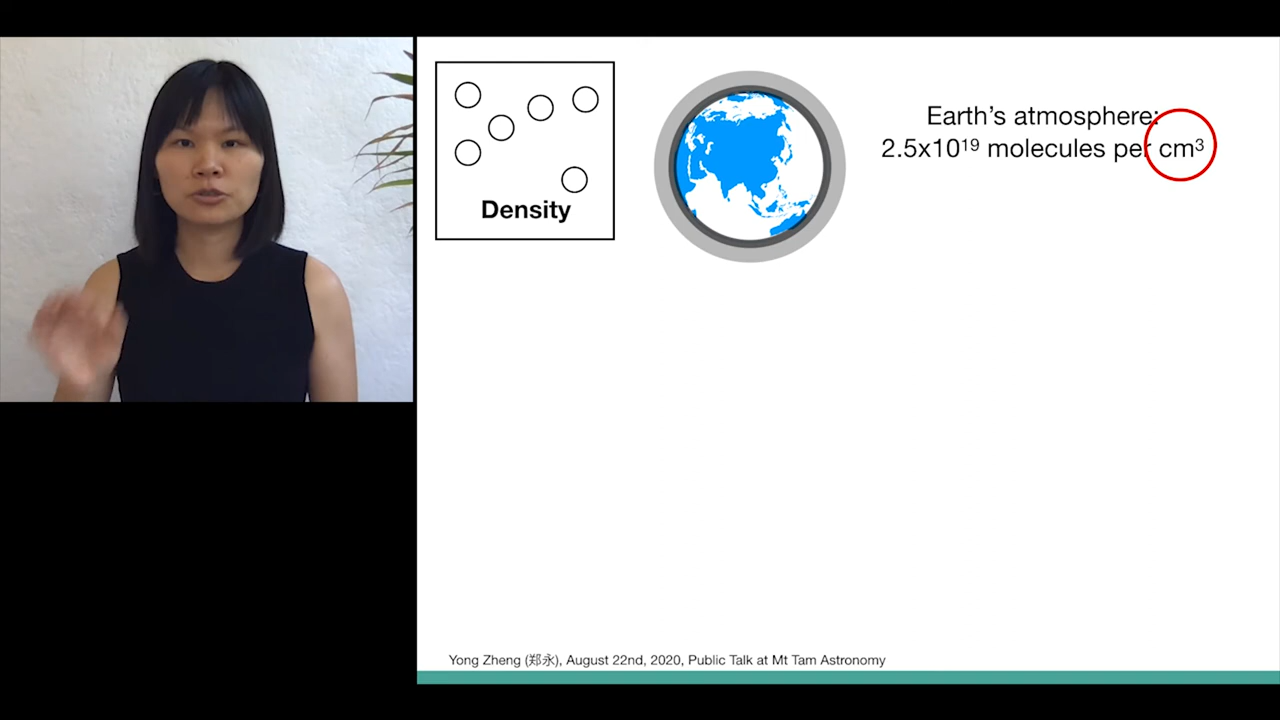 Density
Earth’s atmosphere:
2.5x10¹⁹ molecules per cm³
Yong Zheng (郑永), August 22nd, 2020, Public Talk at Mt Tam Astronomy